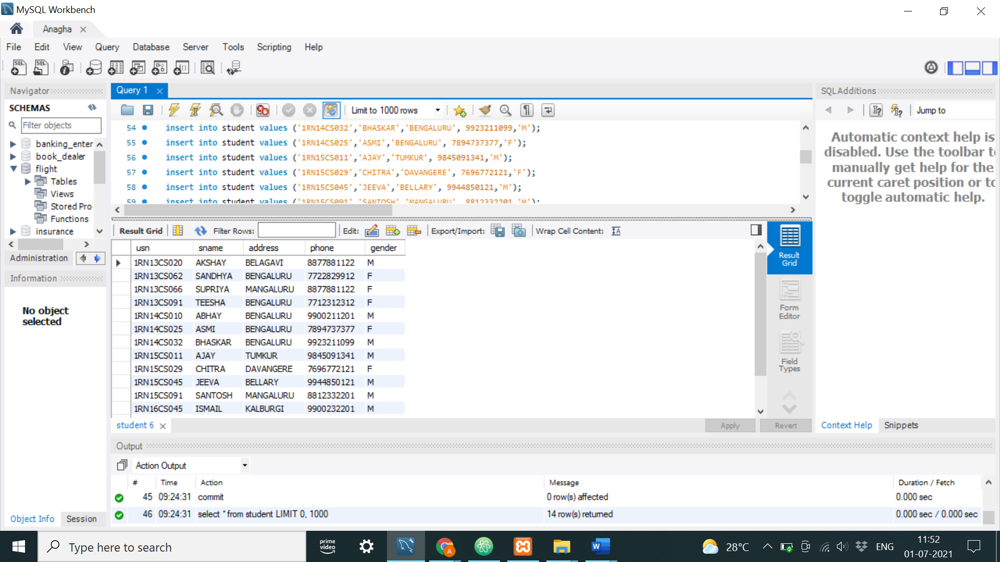 MySQL Workbench
Anagha
File Edit View Query Database Server Tools Scripting Help
Navigator
SCHEMAS
Filter objects
banking_enter
book_dealer
flight
Tables
Views
Stored Pro
Functions
insurance
Administration
Information
No object
selected
Object Info Session
Query 1
Limit to 1000 rows
54 insert into student values ('1RN14CS032','BHASKAR','BENGALURU', 9923211099,'M');
55 insert into student values ('1RN14CS025','ASMI','BENGALURU', 7894737377,'F');
56 insert into student values ('1RN15CS011','AJAY','TUMKUR', 9845091341,'M');
57 insert into student values ('1RN15CS029','CHITRA','DAVANGERE', 7696772121,'F');
58 insert into student values ('1RN15CS045','JEEVA','BELLARY', 9944850121,'M');
59 insert into student values ('1RN15CS091','SANTOSH','MANGALURU', 8812332201,'M');
Result Grid Filter Rows: Edit: Export/Import: Wrap Cell Content:
usn sname address phone gender
1RN13CS020 AKSHAY BELAGAVI 8877881122 M
1RN13CS062 SANDHYA BENGALURU 7722829912 F
1RN13CS066 SUPRIYA MANGALURU 8877881122 F
1RN13CS091 TEESHA BENGALURU 7712312312 F
1RN14CS010 ABHAY BENGALURU 9900211201 M
1RN14CS025 ASMI BENGALURU 7894737377 F
1RN14CS032 BHASKAR BENGALURU 9923211099 M
1RN15CS011 AJAY TUMKUR 9845091341 M
1RN15CS029 CHITRA DAVANGERE 7696772121 F
1RN15CS045 JEEVA BELLARY 9944850121 M
1RN15CS091 SANTOSH MANGALURU 8812332201 M
1RN16CS045 ISMAIL KALBURGI 9900232201 M
Result
Grid
Form
Editor
Field
Types
student 6
Apply Revert
SQLAdditions
Jump to
Automatic context help is
disabled. Use the toolbar to
manually get help for the
current caret position or to
toggle automatic help.
Context Help Snippets
Output
Action Output
# Time Action Message Duration / Fetch
45 09:24:31 commit 0 row(s) affected 0.000 sec
46 09:24:31 select * from student LIMIT 0, 1000 14 row(s) returned 0.000 sec / 0.000 sec
Type here to search
prime
video
W
A
28°C
ENG
11:52
01-07-2021